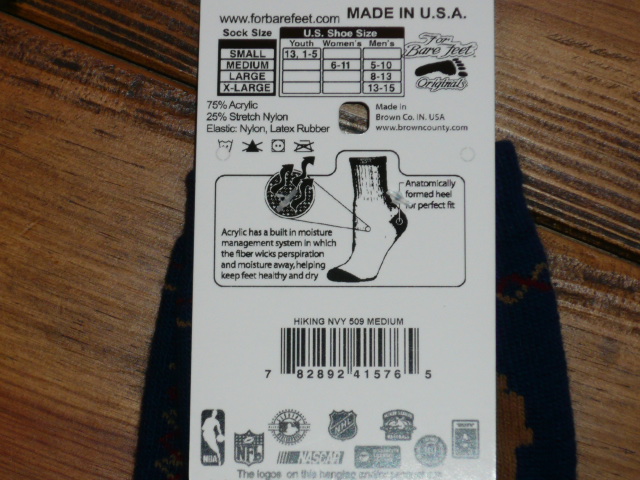 www.forbarefeet.com MADE IN U.S.A.
Sock Size U.S. Shoe Size
Youth Women's Men's
SMALL 13, 1-5
MEDIUM 6-11 5-10
LARGE 8-13
X-LARGE 13-15
For
Bare Feet
Originals
75% Acrylic
25% Stretch Nylon
Elastic: Nylon, Latex Rubber
Made in
Brown Co. IN. USA
www.browncounty.com
Anatomically
formed heel
for perfect fit
Acrylic has a built in moisture
management system in which
the fiber wicks perspiration
and moisture away, helping
keep feet healthy and dry
HIKING NVY 509 MEDIUM
7 82892 41576 5
NBA
NFL
NHL
NASCAR
The logos on this